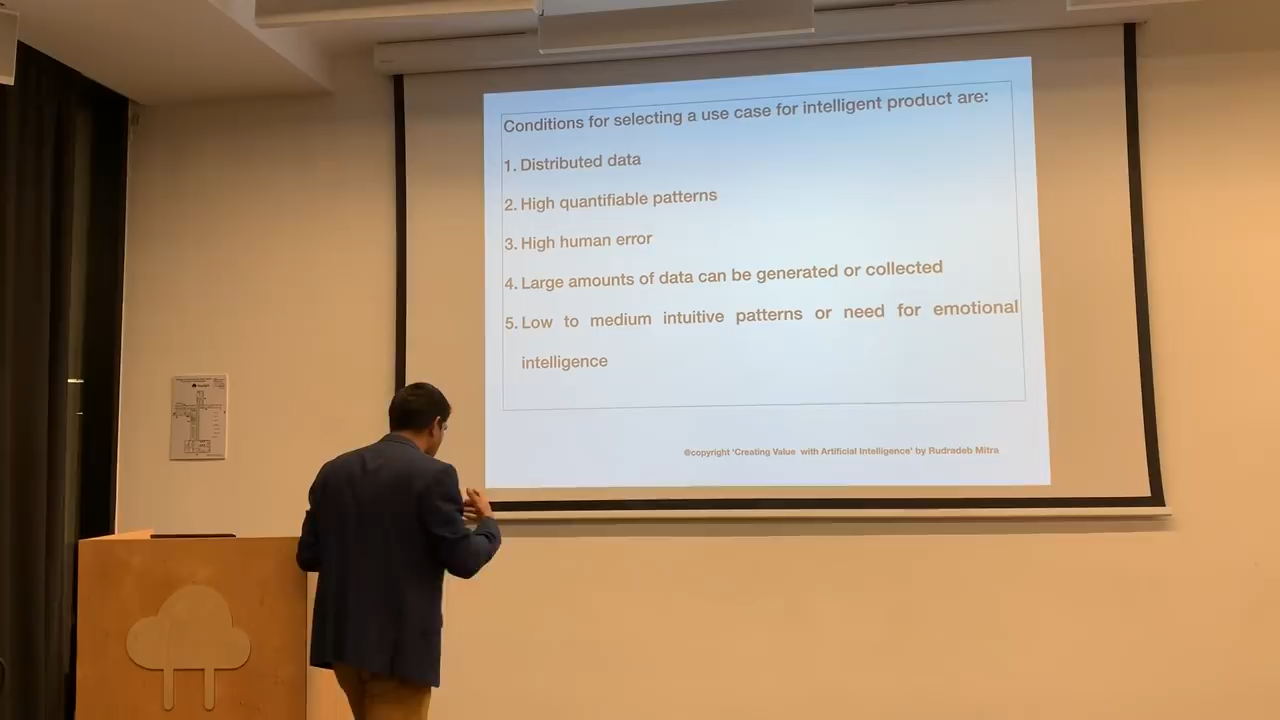 Conditions for selecting a use case for intelligent product are:
1. Distributed data
2. High quantifiable patterns
3. High human error
4. Large amounts of data can be generated or collected
5. Low to medium intuitive patterns or need for emotional
intelligence
©copyright 'Creating Value with Artificial Intelligence' by Rudradeb Mitra